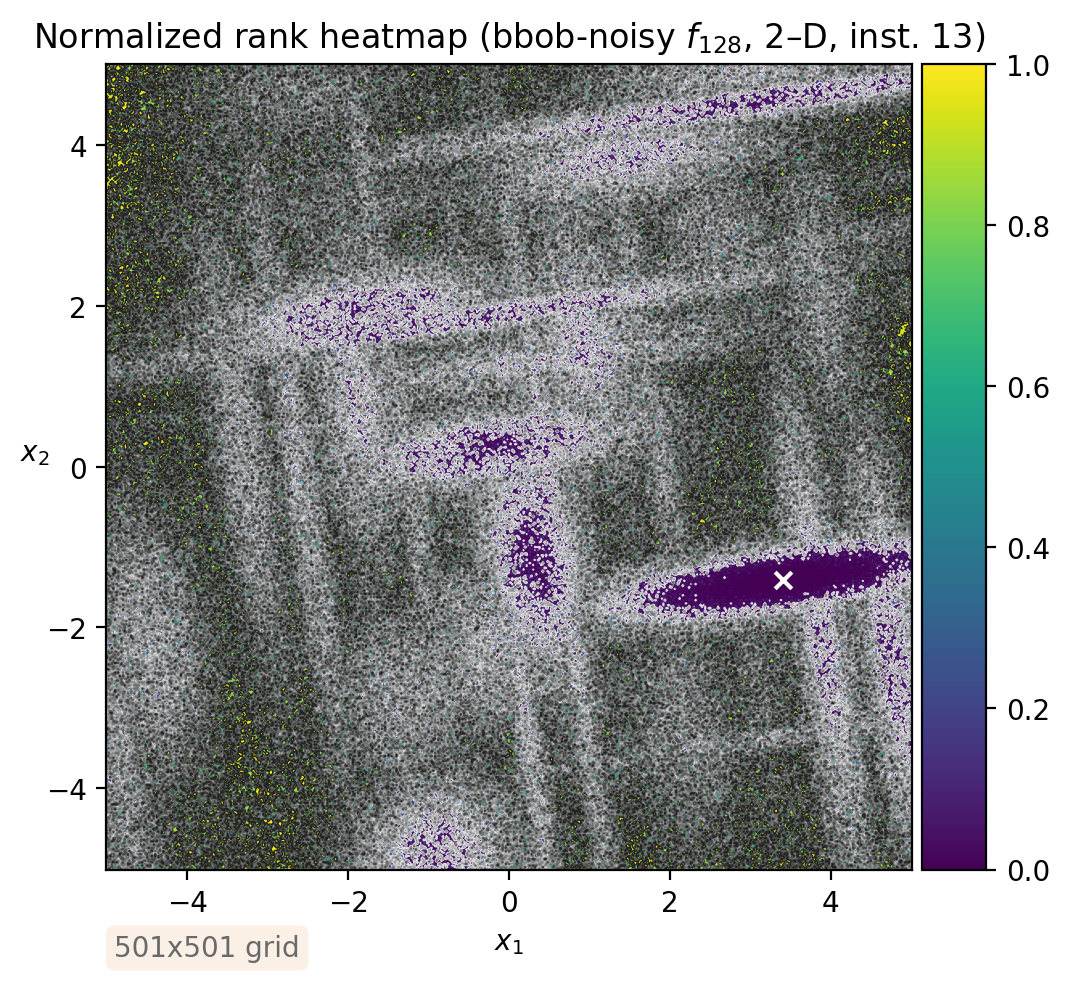 Normalized rank heatmap (bbob-noisy f128, 2–D, inst. 13)
1.0
0.8
0.6
0.4
0.2
0.0
4
2
0
−2
−4
x2
−4 −2 0 2 4
x1
501x501 grid